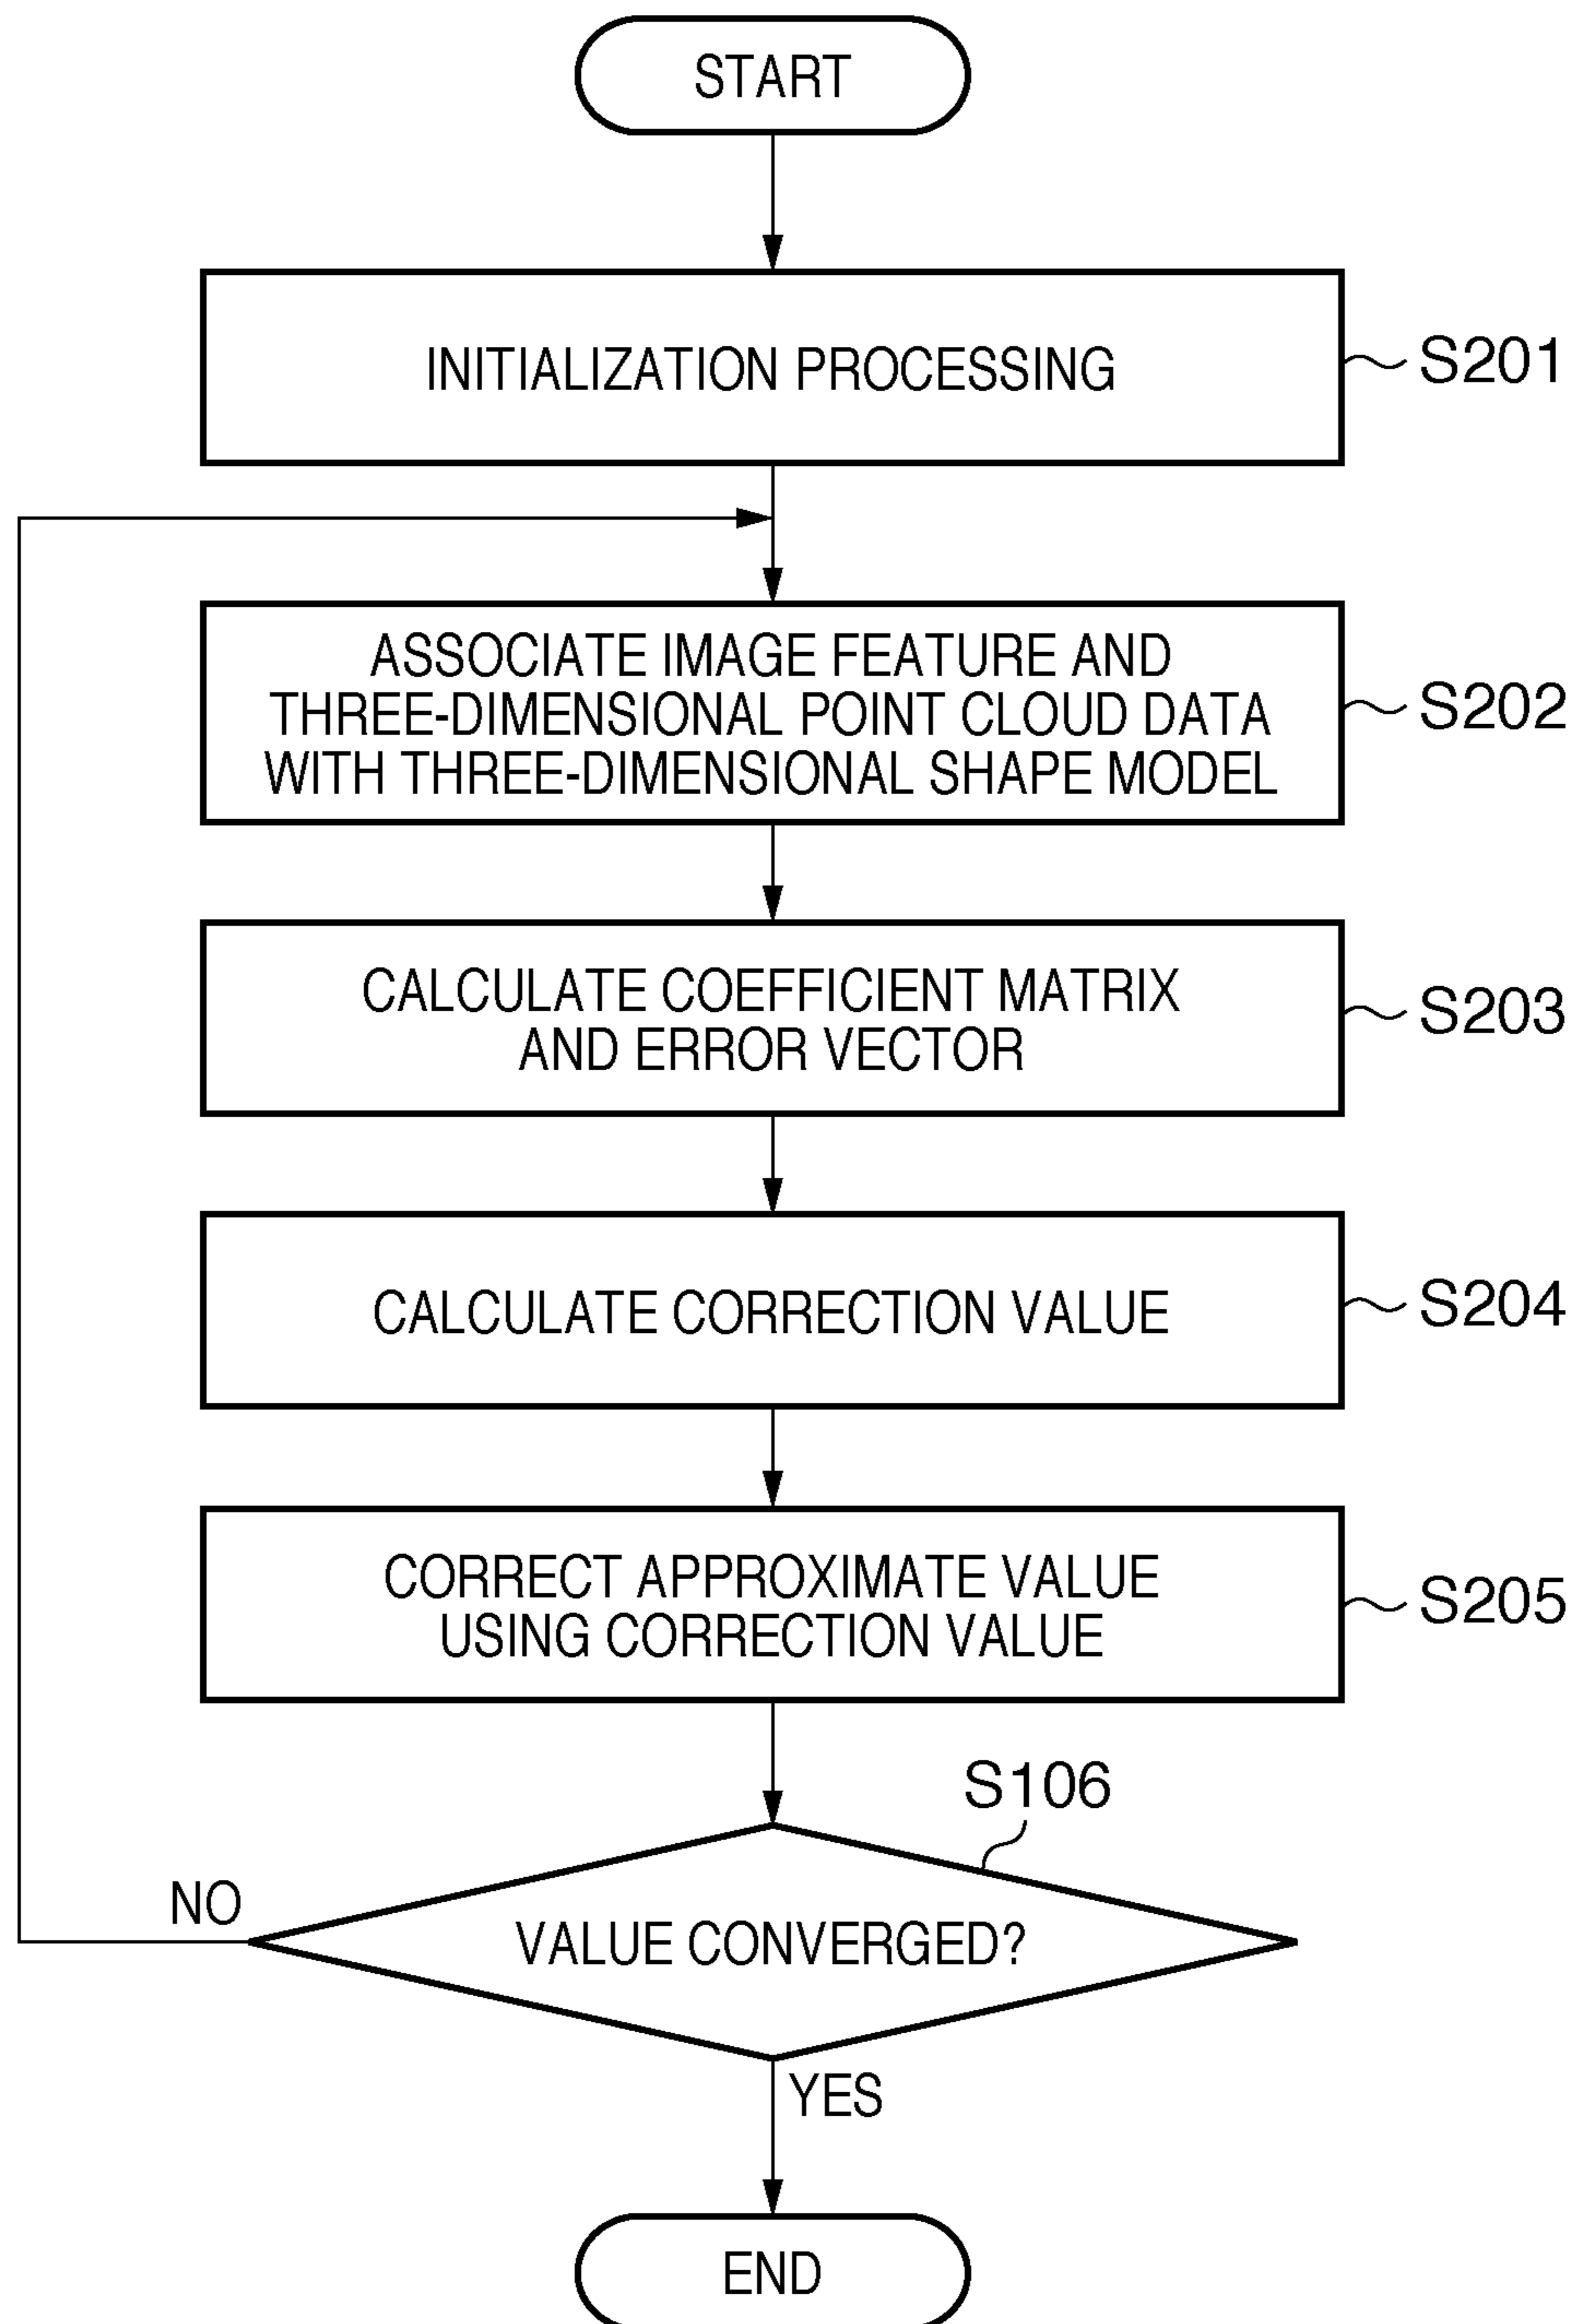 START
INITIALIZATION PROCESSING
S201
ASSOCIATE IMAGE FEATURE AND
THREE-DIMENSIONAL POINT CLOUD DATA
WITH THREE-DIMENSIONAL SHAPE MODEL
S202
CALCULATE COEFFICIENT MATRIX
AND ERROR VECTOR
S203
CALCULATE CORRECTION VALUE
S204
CORRECT APPROXIMATE VALUE
USING CORRECTION VALUE
S205
S106
NO
VALUE CONVERGED?
YES
END